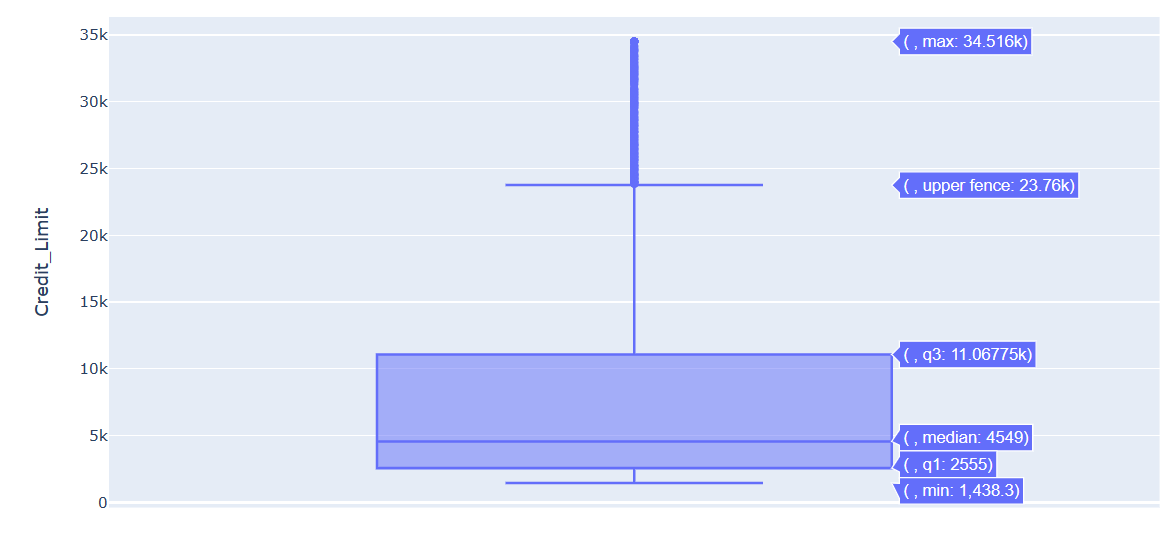 35k
( , max: 34.516k)
30k
25k
( , upper fence: 23.76k)
20k
Credit_Limit
15k
( , q3: 11.06775k)
10k
5k
( , median: 4549)
( , q1: 2555)
( , min: 1,438.3)
0